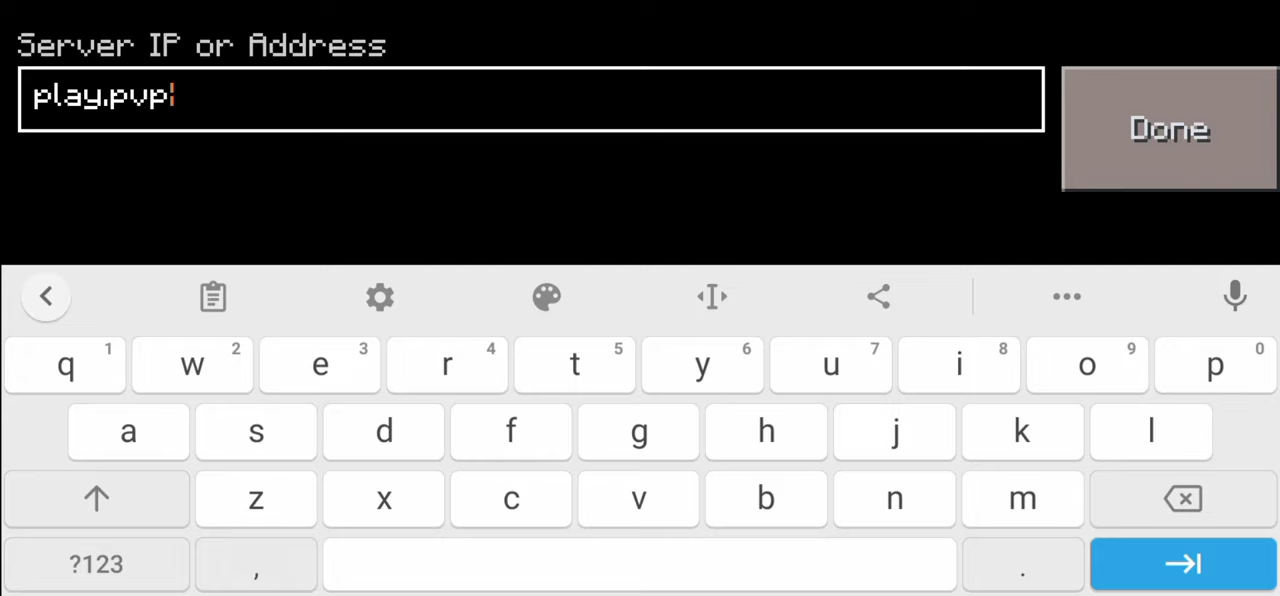 Server IP or Address
play.pvp
Done
q 1 w 2 e 3 r 4 t 5 y 6 u 7 i 8 o 9 p 0
a s d f g h j k l
z x c v b n m
?123 , .